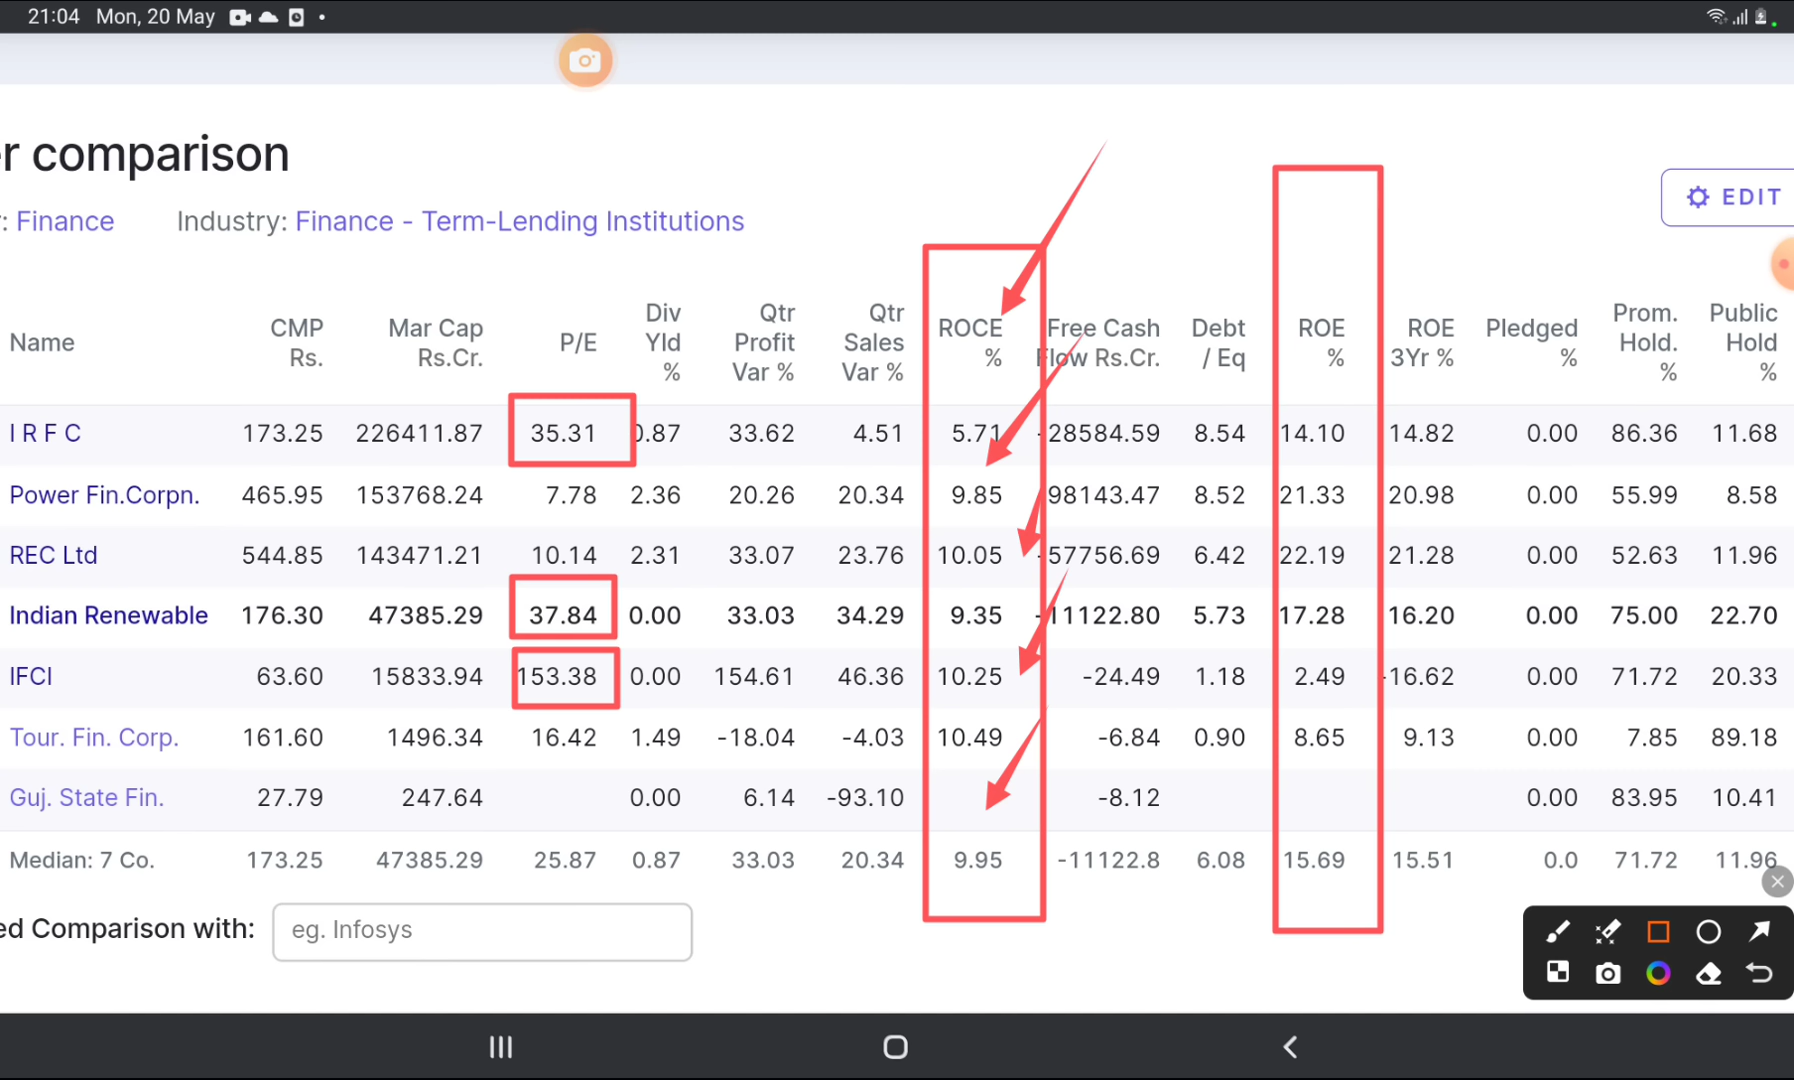 21:04 Mon, 20 May
r comparison
: Finance Industry: Finance - Term-Lending Institutions
EDIT
Name CMP Rs. Mar Cap Rs.Cr. P/E Div Yld % Qtr Profit Var % Qtr Sales Var % ROCE % Free Cash Flow Rs.Cr. Debt / Eq ROE % ROE 3Yr % Pledged % Prom. Hold. % Public Hold %
I R F C 173.25 226411.87 35.31 0.87 33.62 4.51 5.71 -28584.59 8.54 14.10 14.82 0.00 86.36 11.68
Power Fin.Corpn. 465.95 153768.24 7.78 2.36 20.26 20.34 9.85 98143.47 8.52 21.33 20.98 0.00 55.99 8.58
REC Ltd 544.85 143471.21 10.14 2.31 33.07 23.76 10.05 -57756.69 6.42 22.19 21.28 0.00 52.63 11.96
Indian Renewable 176.30 47385.29 37.84 0.00 33.03 34.29 9.35 -11122.80 5.73 17.28 16.20 0.00 75.00 22.70
IFCI 63.60 15833.94 153.38 0.00 154.61 46.36 10.25 -24.49 1.18 2.49 -16.62 0.00 71.72 20.33
Tour. Fin. Corp. 161.60 1496.34 16.42 1.49 -18.04 -4.03 10.49 -6.84 0.90 8.65 9.13 0.00 7.85 89.18
Guj. State Fin. 27.79 247.64 0.00 6.14 -93.10 -8.12 0.00 83.95 10.41
Median: 7 Co. 173.25 47385.29 25.87 0.87 33.03 20.34 9.95 -11122.8 6.08 15.69 15.51 0.0 71.72 11.96
ed Comparison with: eg. Infosys